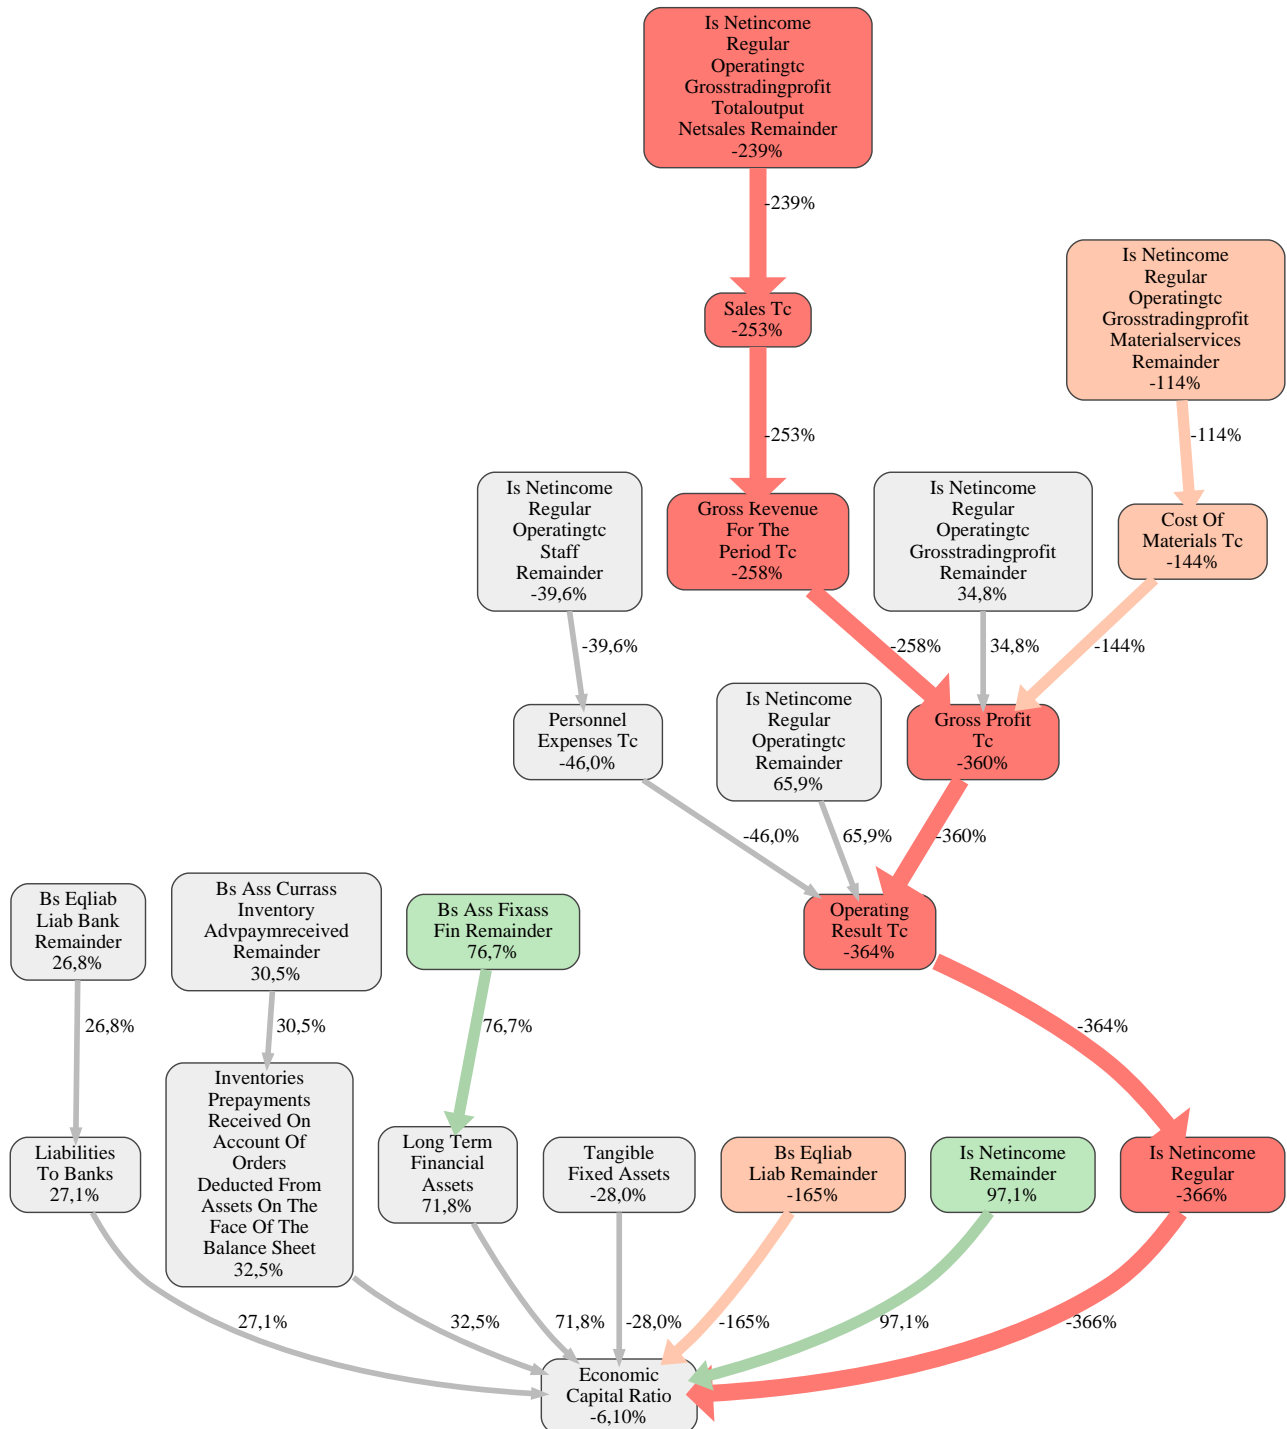 Is Netincome
Regular
Operatingtc
Grosstradingprofit
Totaloutput
Netsales Remainder
-239%
-239%
Sales Tc
-253%
Is Netincome
Regular
Operatingtc
Grosstradingprofit
Materialservices
Remainder
-114%
-253%
-114%
Is Netincome
Regular
Operatingtc
Staff
Remainder
-39,6%
Gross Revenue
For The
Period Tc
-258%
Is Netincome
Regular
Operatingtc
Grosstradingprofit
Remainder
34,8%
Cost Of
Materials Tc
-144%
-39,6%
-258%
34,8%
-144%
Personnel
Expenses Tc
-46,0%
Is Netincome
Regular
Operatingtc
Remainder
65,9%
Gross Profit
Tc
-360%
-46,0%
65,9%
-360%
Bs Eqliab
Liab Bank
Remainder
26,8%
Bs Ass Currass
Inventory
Advpaymreceived
Remainder
30,5%
Bs Ass Fixass
Fin Remainder
76,7%
Operating
Result Tc
-364%
26,8%
30,5%
76,7%
-364%
Liabilities
To Banks
27,1%
Inventories
Prepayments
Received On
Account Of
Orders
Deducted From
Assets On The
Face Of The
Balance Sheet
32,5%
Long Term
Financial
Assets
71,8%
Tangible
Fixed Assets
-28,0%
Bs Eqliab
Liab Remainder
-165%
Is Netincome
Remainder
97,1%
Is Netincome
Regular
-366%
27,1%
32,5%
71,8%
-28,0%
-165%
97,1%
-366%
Economic
Capital Ratio
-6,10%